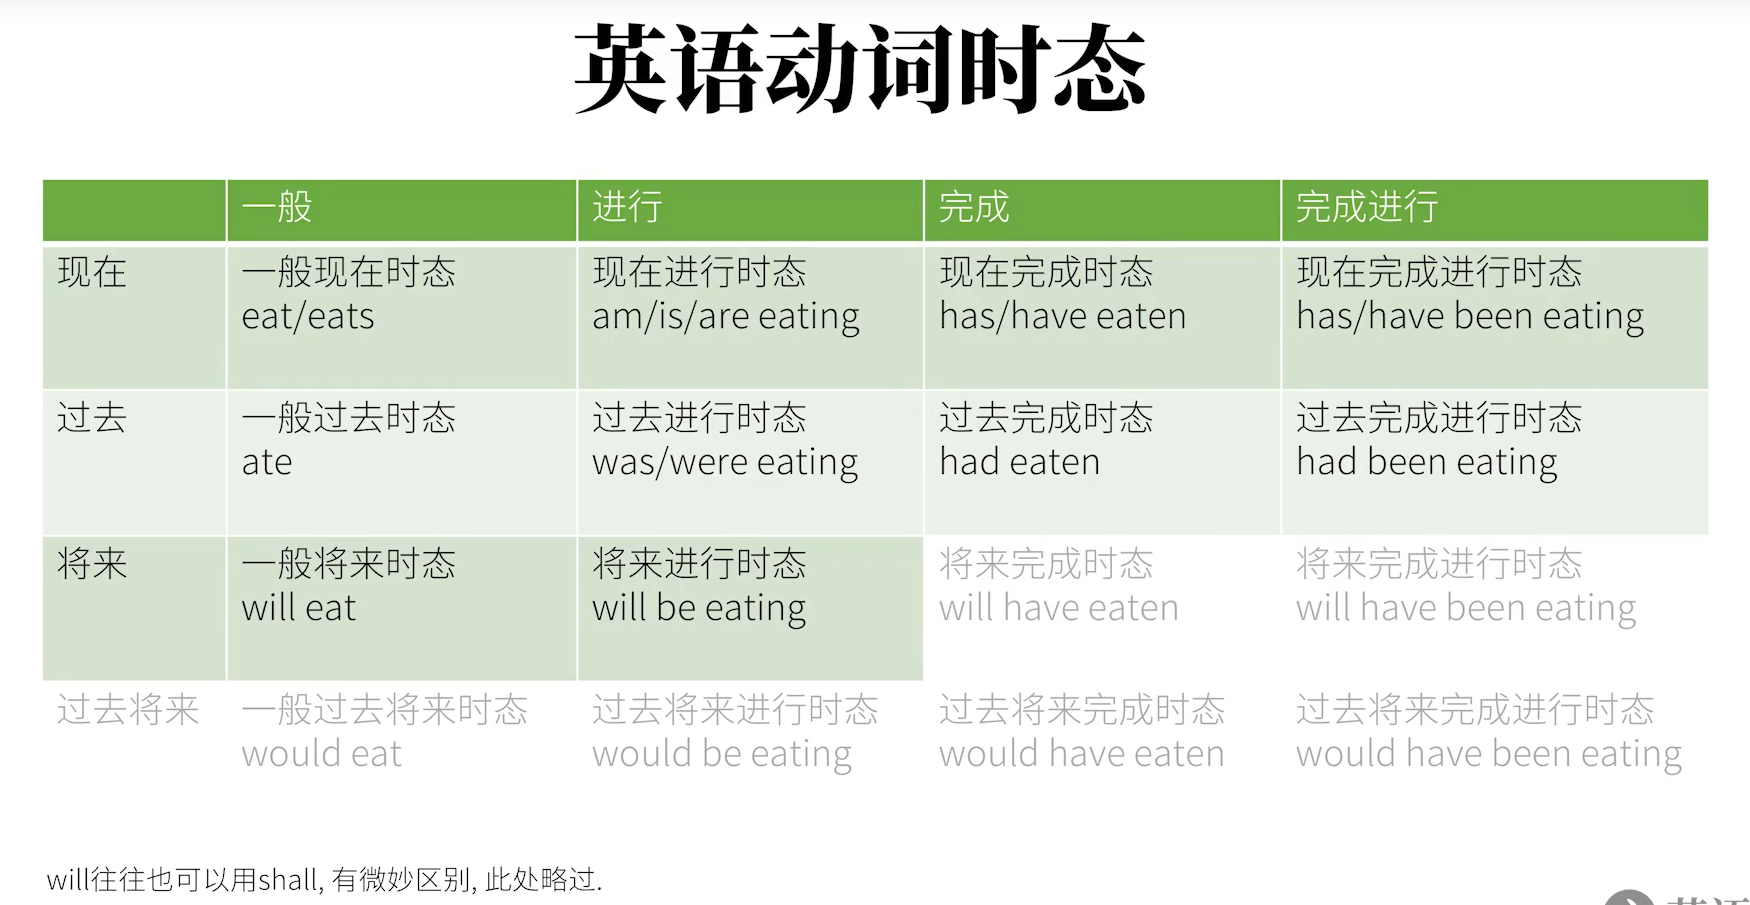 英语动词时态
一般 进行 完成 完成进行
现在 一般现在时态 现在进行时态 现在完成时态 现在完成进行时态
eat/eats am/is/are eating has/have eaten has/have been eating
过去 一般过去时态 过去进行时态 过去完成时态 过去完成进行时态
ate was/were eating had eaten had been eating
将来 一般将来时态 将来进行时态 将来完成时态 将来完成进行时态
will eat will be eating will have eaten will have been eating
过去将来 一般过去将来时态 过去将来进行时态 过去将来完成时态 过去将来完成进行时态
would eat would be eating would have eaten would have been eating
will往往也可以用shall, 有微妙区别, 此处略过.